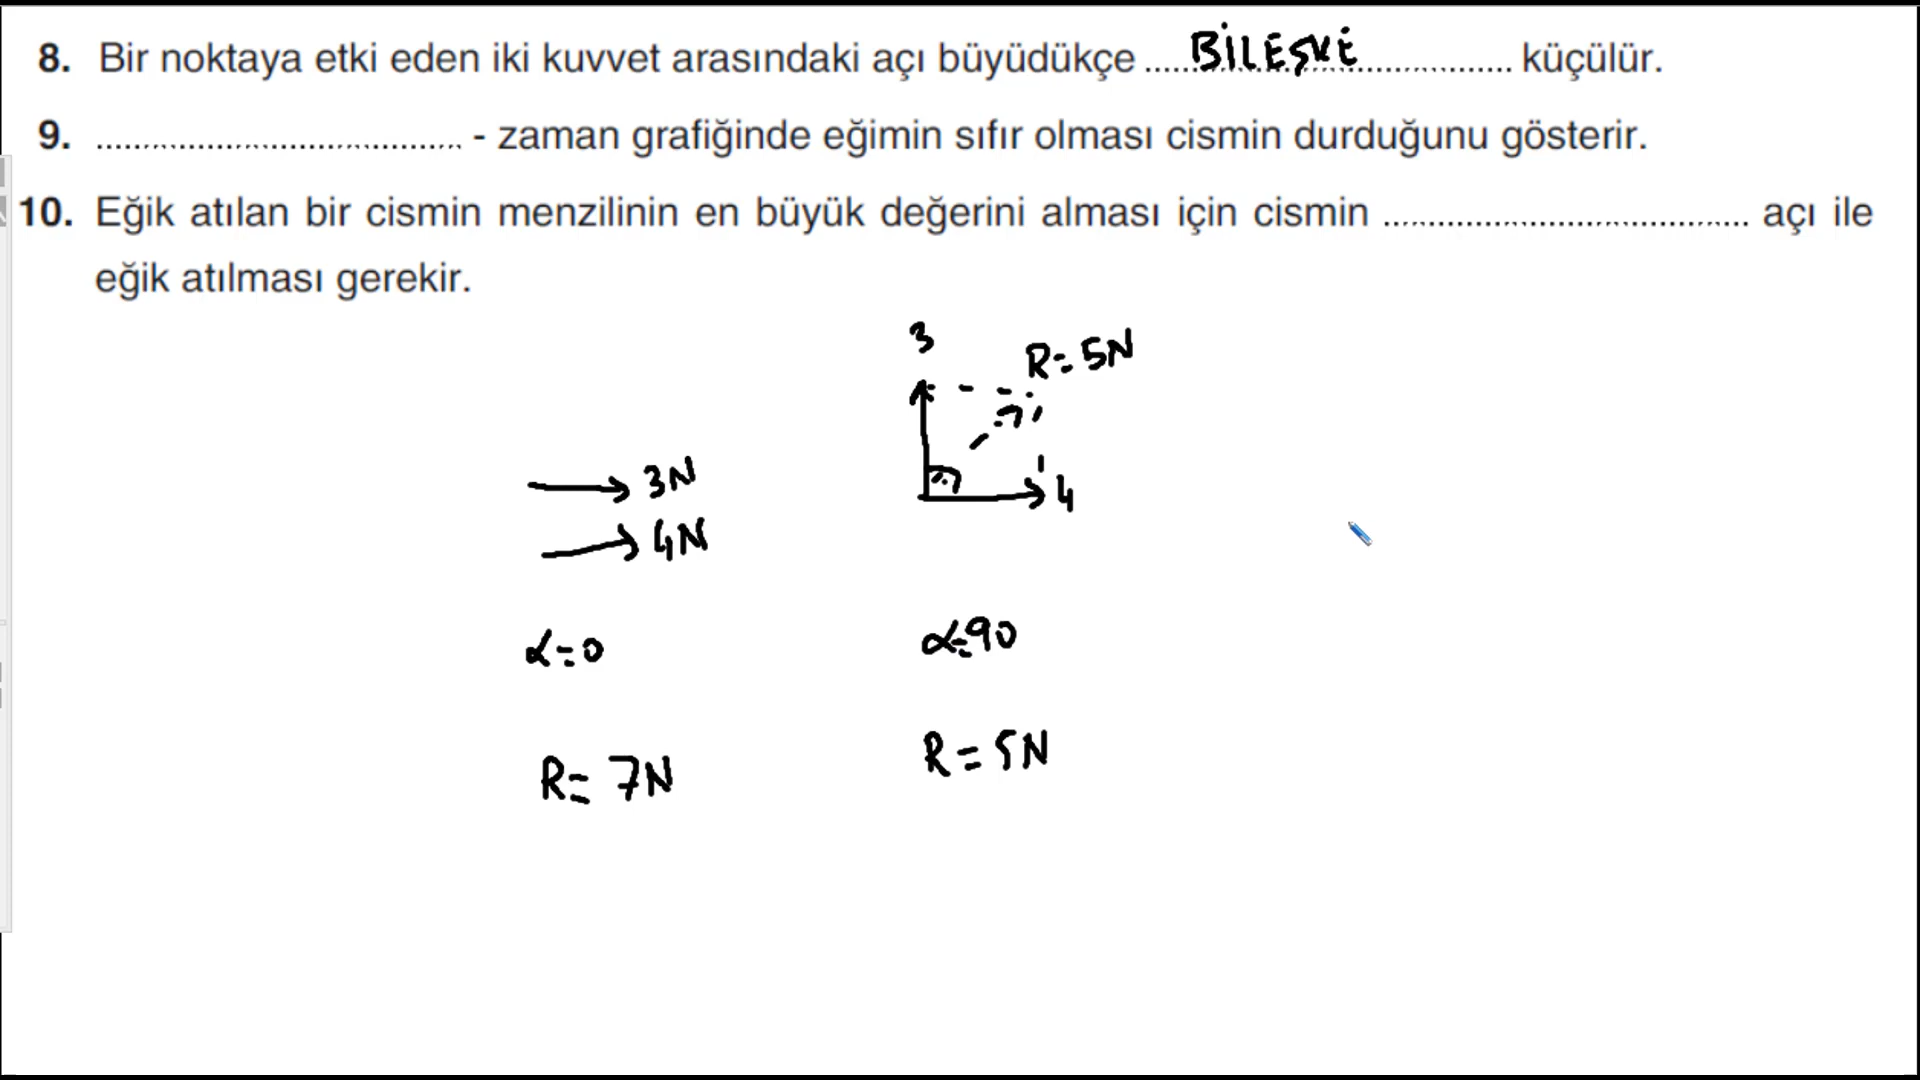 8. Bir noktaya etki eden iki kuvvet arasındaki açı büyüdükçe ..... BİLEŞKE ..... küçülür.
9. ..................................... - zaman grafiğinde eğimin sıfır olması cismin durduğunu gösterir.
10. Eğik atılan bir cismin menzilinin en büyük değerini alması için cismin ..................................... açı ile
eğik atılması gerekir.
3
R=5N
3N
4
4N
α=0
α=90
R=7N
R=5N